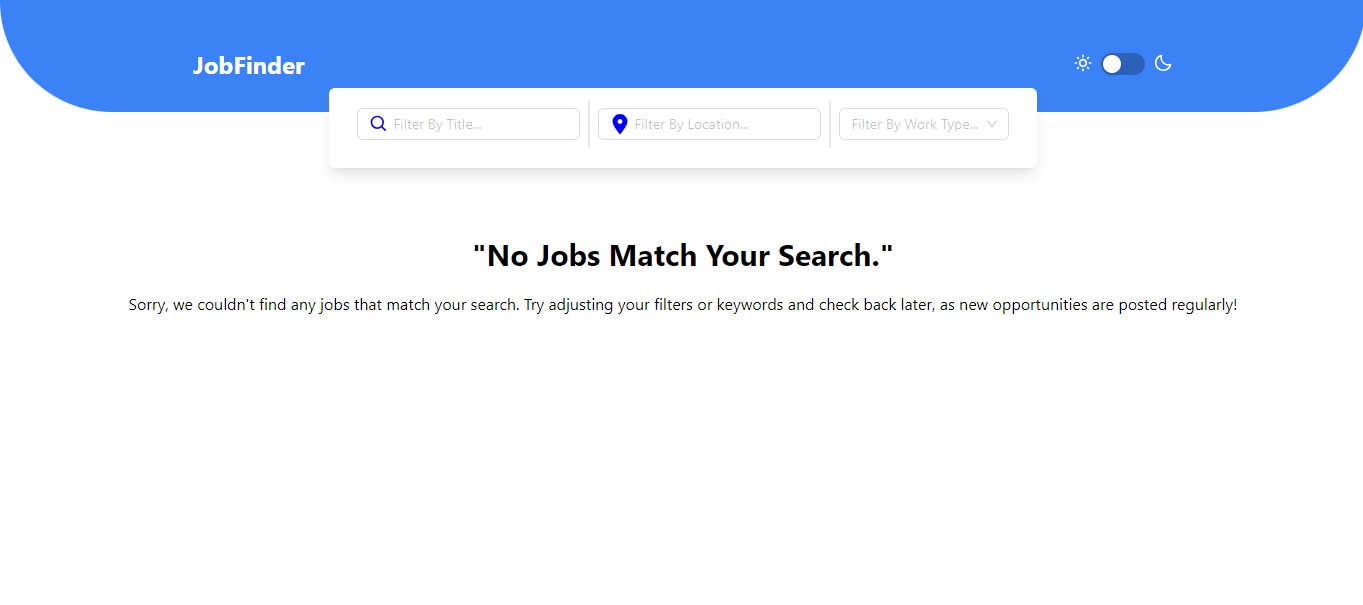 JobFinder
Filter By Title...
Filter By Location...
Filter By Work Type...
"No Jobs Match Your Search."
Sorry, we couldn't find any jobs that match your search. Try adjusting your filters or keywords and check back later, as new opportunities are posted regularly!